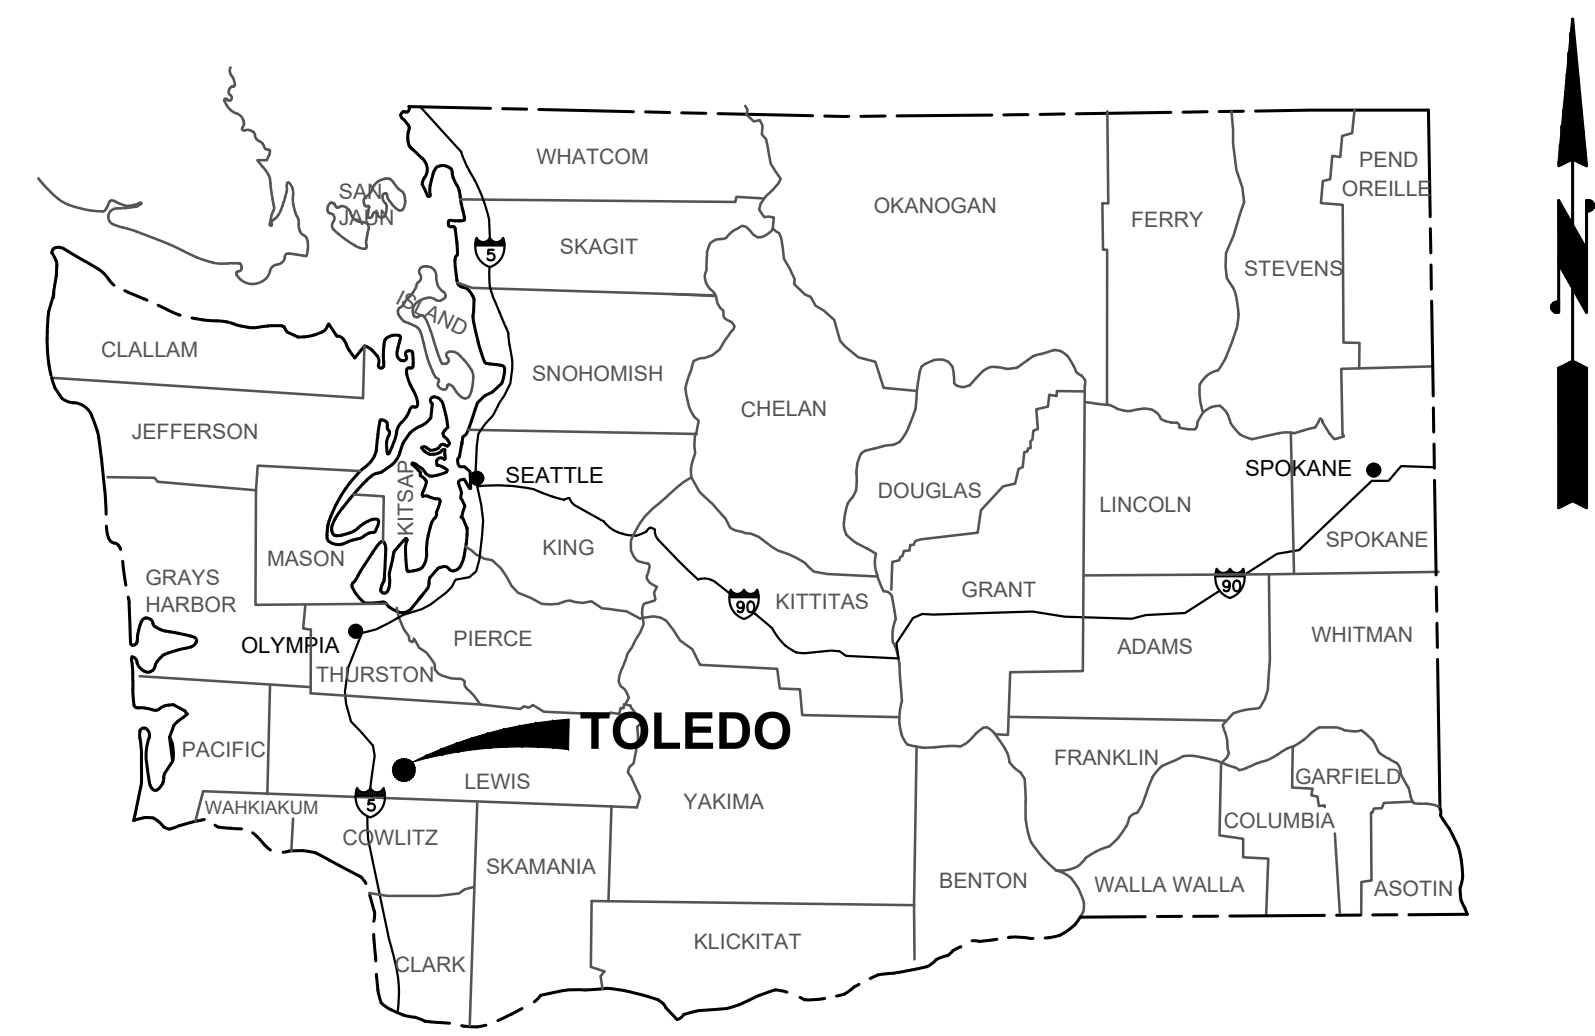 WHATCOM
PEND
OREILLE
SAN
JAUN
OKANOGAN
FERRY
SKAGIT
5
STEVENS
ISLAND
CLALLAM
SNOHOMISH
CHELAN
JEFFERSON
SEATTLE
SPOKANE
KITSAP
DOUGLAS
LINCOLN
SPOKANE
KING
MASON
GRAYS
HARBOR
90
KITTITAS
GRANT
90
OLYMPIA
PIERCE
ADAMS
WHITMAN
THURSTON
TOLEDO
PACIFIC
LEWIS
FRANKLIN
GARFIELD
WAHKIAKUM
5
YAKIMA
COLUMBIA
COWLITZ
SKAMANIA
BENTON
WALLA WALLA
ASOTIN
KLICKITAT
CLARK
N